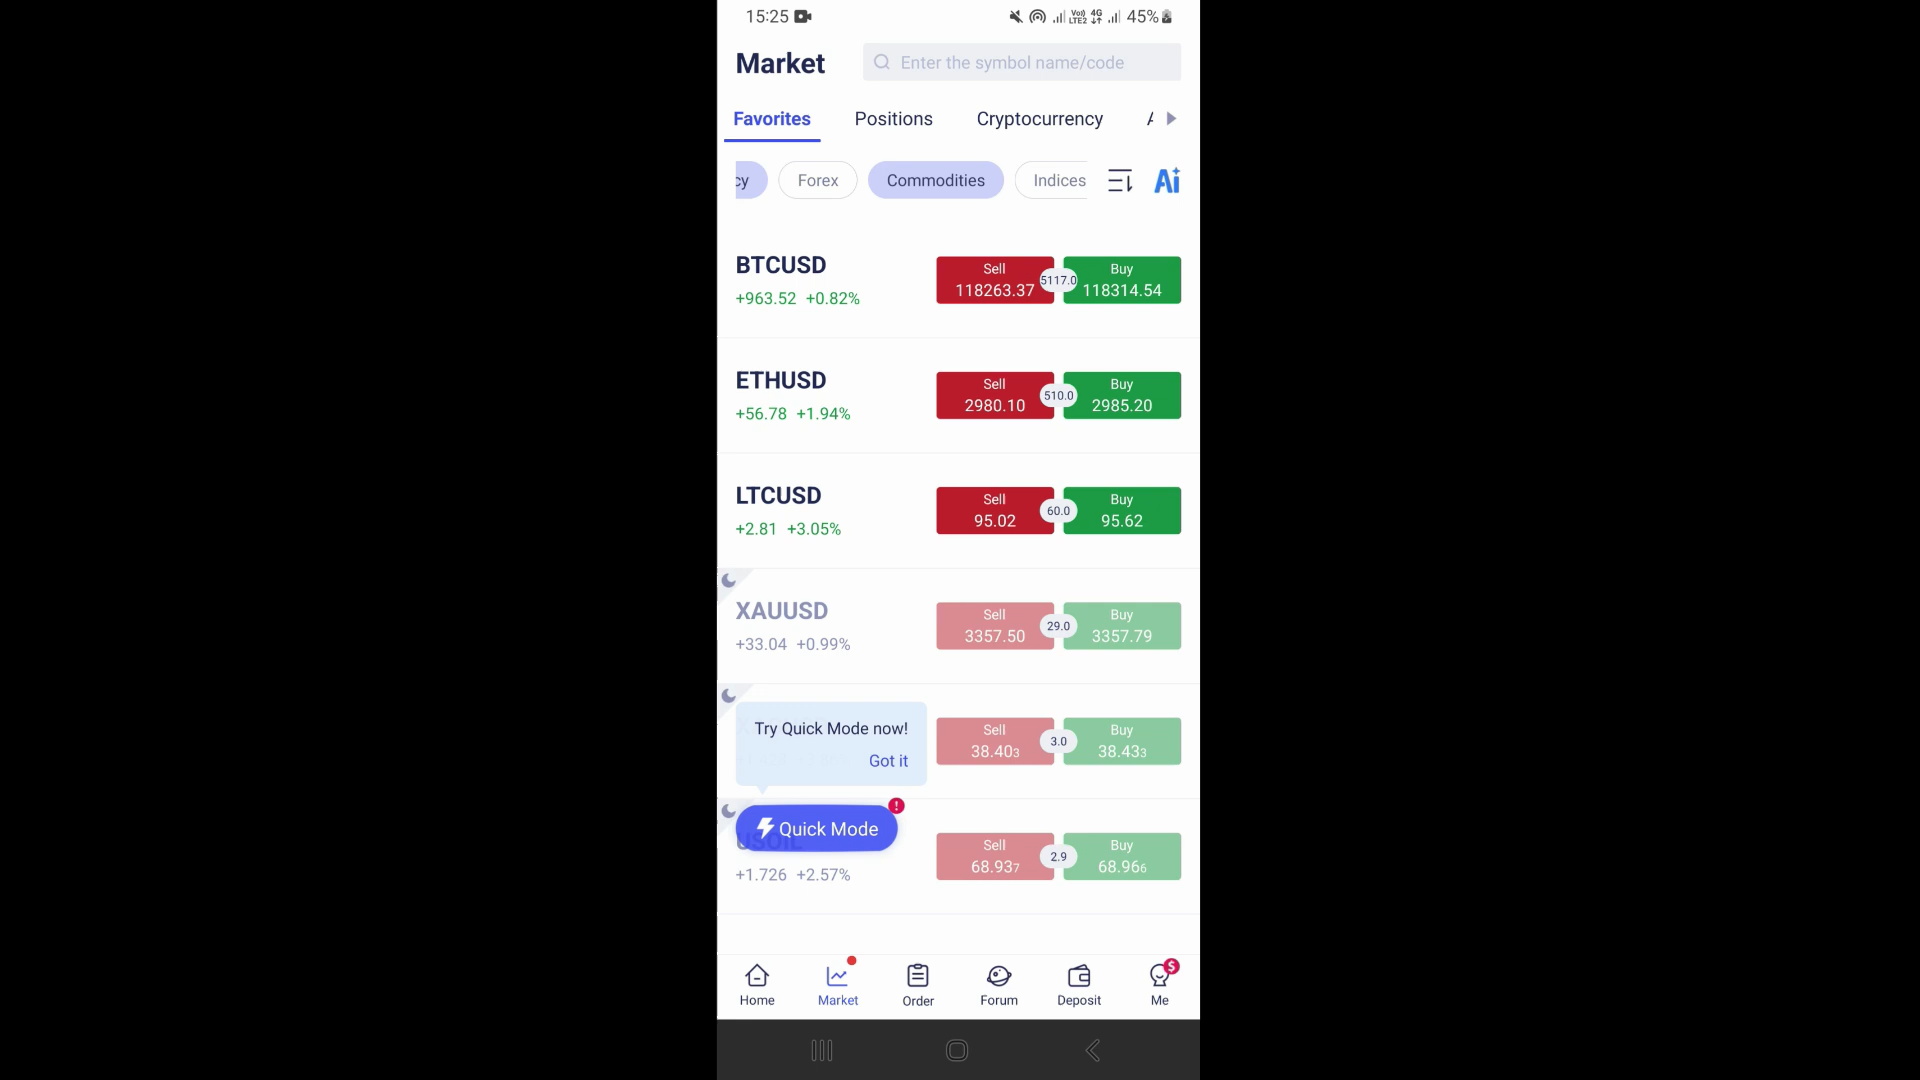 15:25 Vo)) 4G LTE2 45%
Market Enter the symbol name/code
Favorites Positions Cryptocurrency
cy Forex Commodities Indices Ai
BTCUSD
+963.52 +0.82%
Sell 118263.37 5117.0 Buy 118314.54
ETHUSD
+56.78 +1.94%
Sell 2980.10 510.0 Buy 2985.20
LTCUSD
+2.81 +3.05%
Sell 95.02 60.0 Buy 95.62
XAUUSD
+33.04 +0.99%
Sell 3357.50 29.0 Buy 3357.79
Try Quick Mode now!
Got it
Sell 38.403 3.0 Buy 38.433
Quick Mode !
USOIL
+1.726 +2.57%
Sell 68.937 2.9 Buy 68.966
Home Market Order Forum Deposit Me $